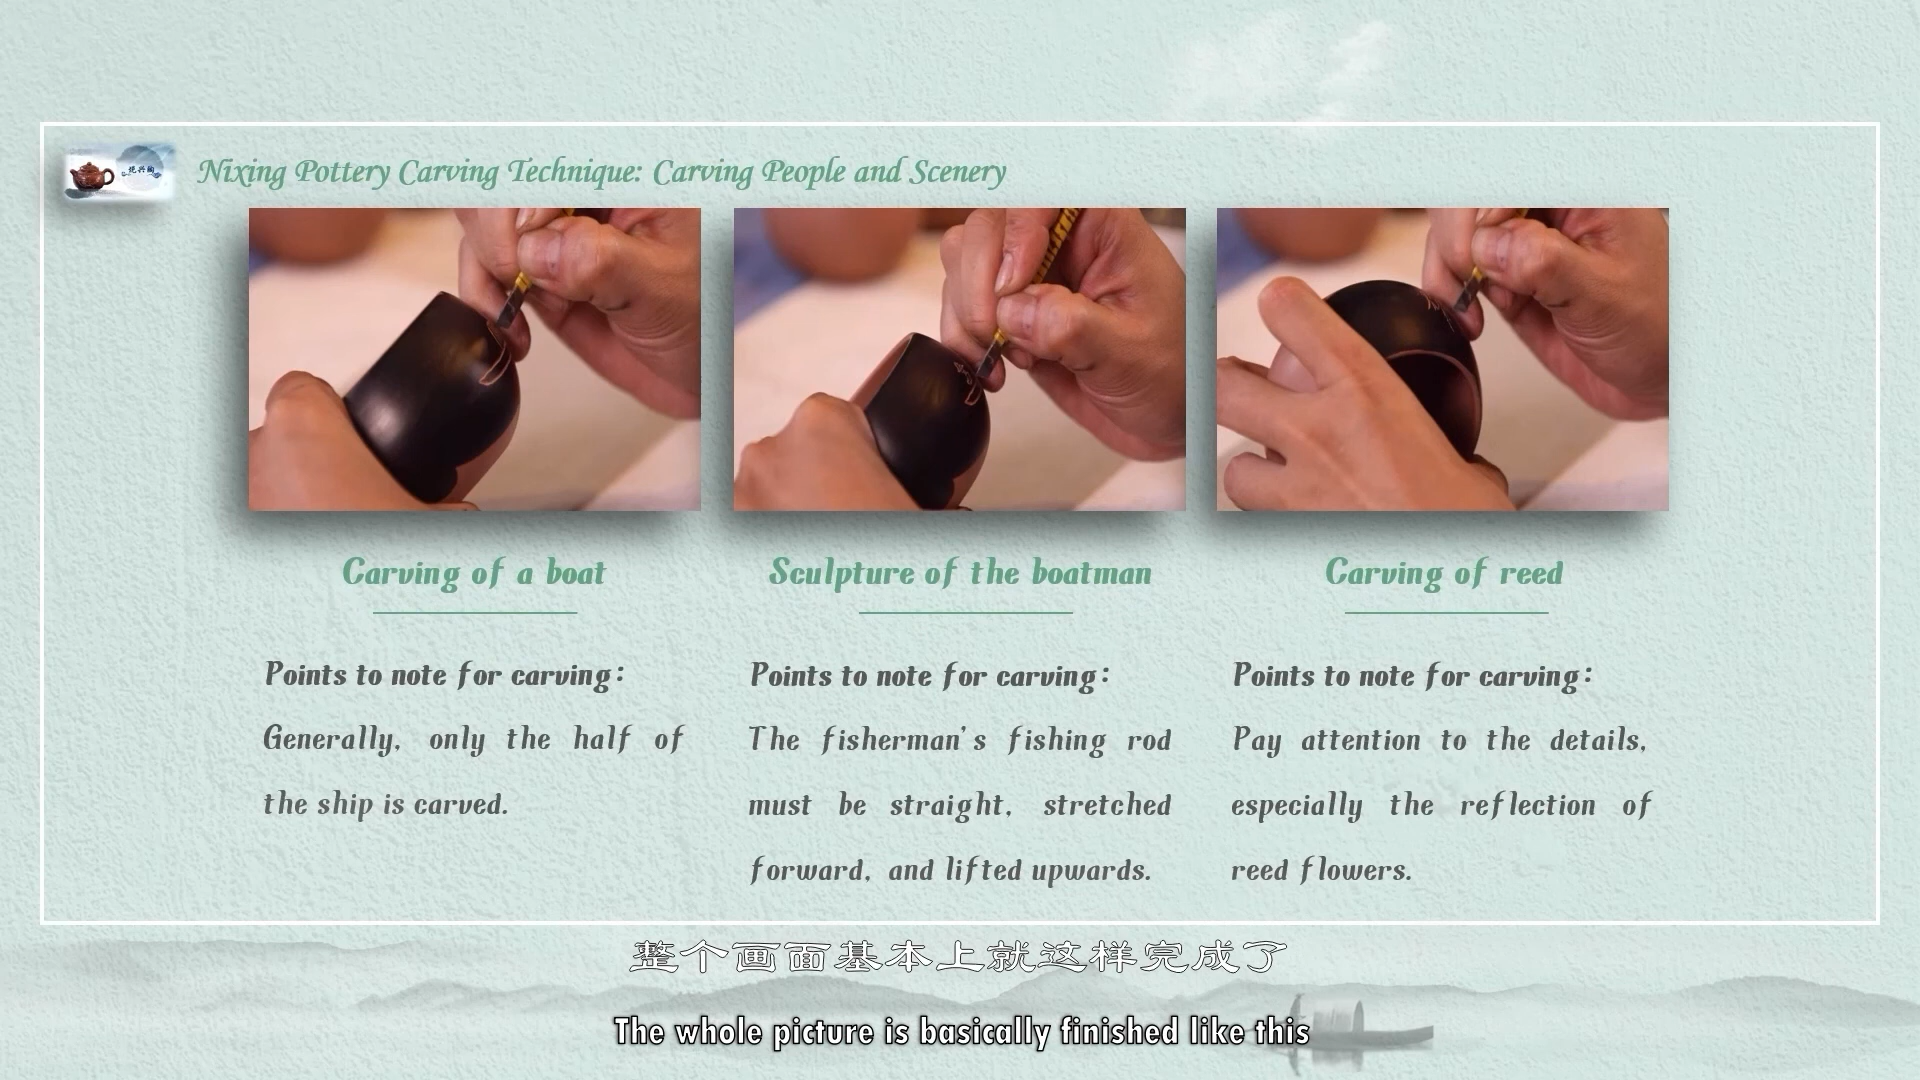 坭兴陶
Nixing Pottery Carving Technique: Carving People and Scenery
Carving of a boat
Points to note for carving:
Generally, only the half of
the ship is carved.
Sculpture of the boatman
Points to note for carving:
The fisherman's fishing rod
must be straight, stretched
forward, and lifted upwards.
Carving of reed
Points to note for carving:
Pay attention to the details,
especially the reflection of
reed flowers.
整个画面基本上就这样完成了
The whole picture is basically finished like this